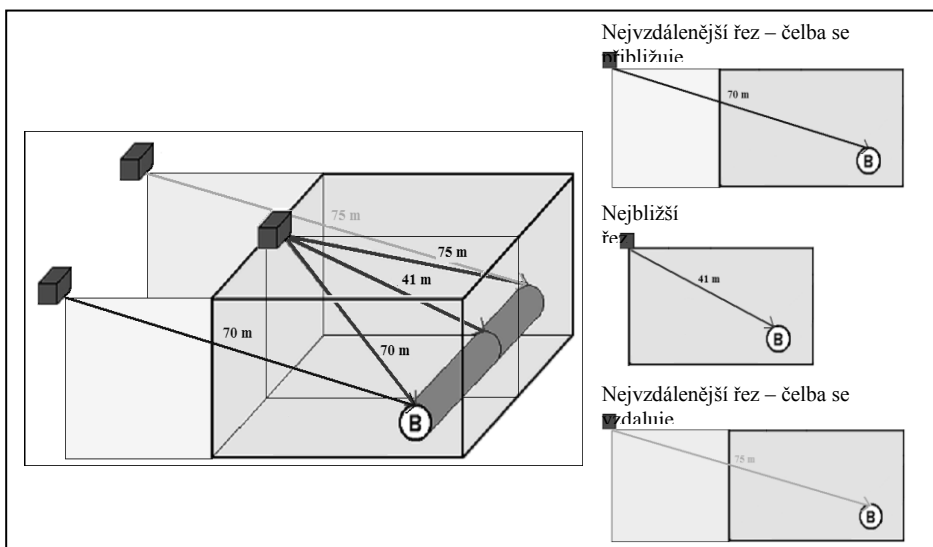 Nejvzdálenější řez – čelba se
přibližuje
70 m
B
75 m
75 m
41 m
70 m
70 m
B
Nejbližší
řez
41 m
B
Nejvzdálenější řez – čelba se
vzdaluje
75 m
B